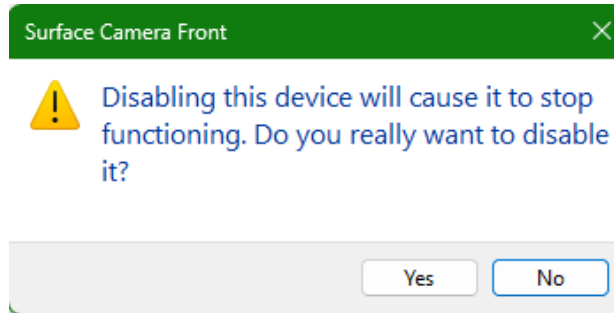 Surface Camera Front
Disabling this device will cause it to stop
functioning. Do you really want to disable
it?
Yes
No